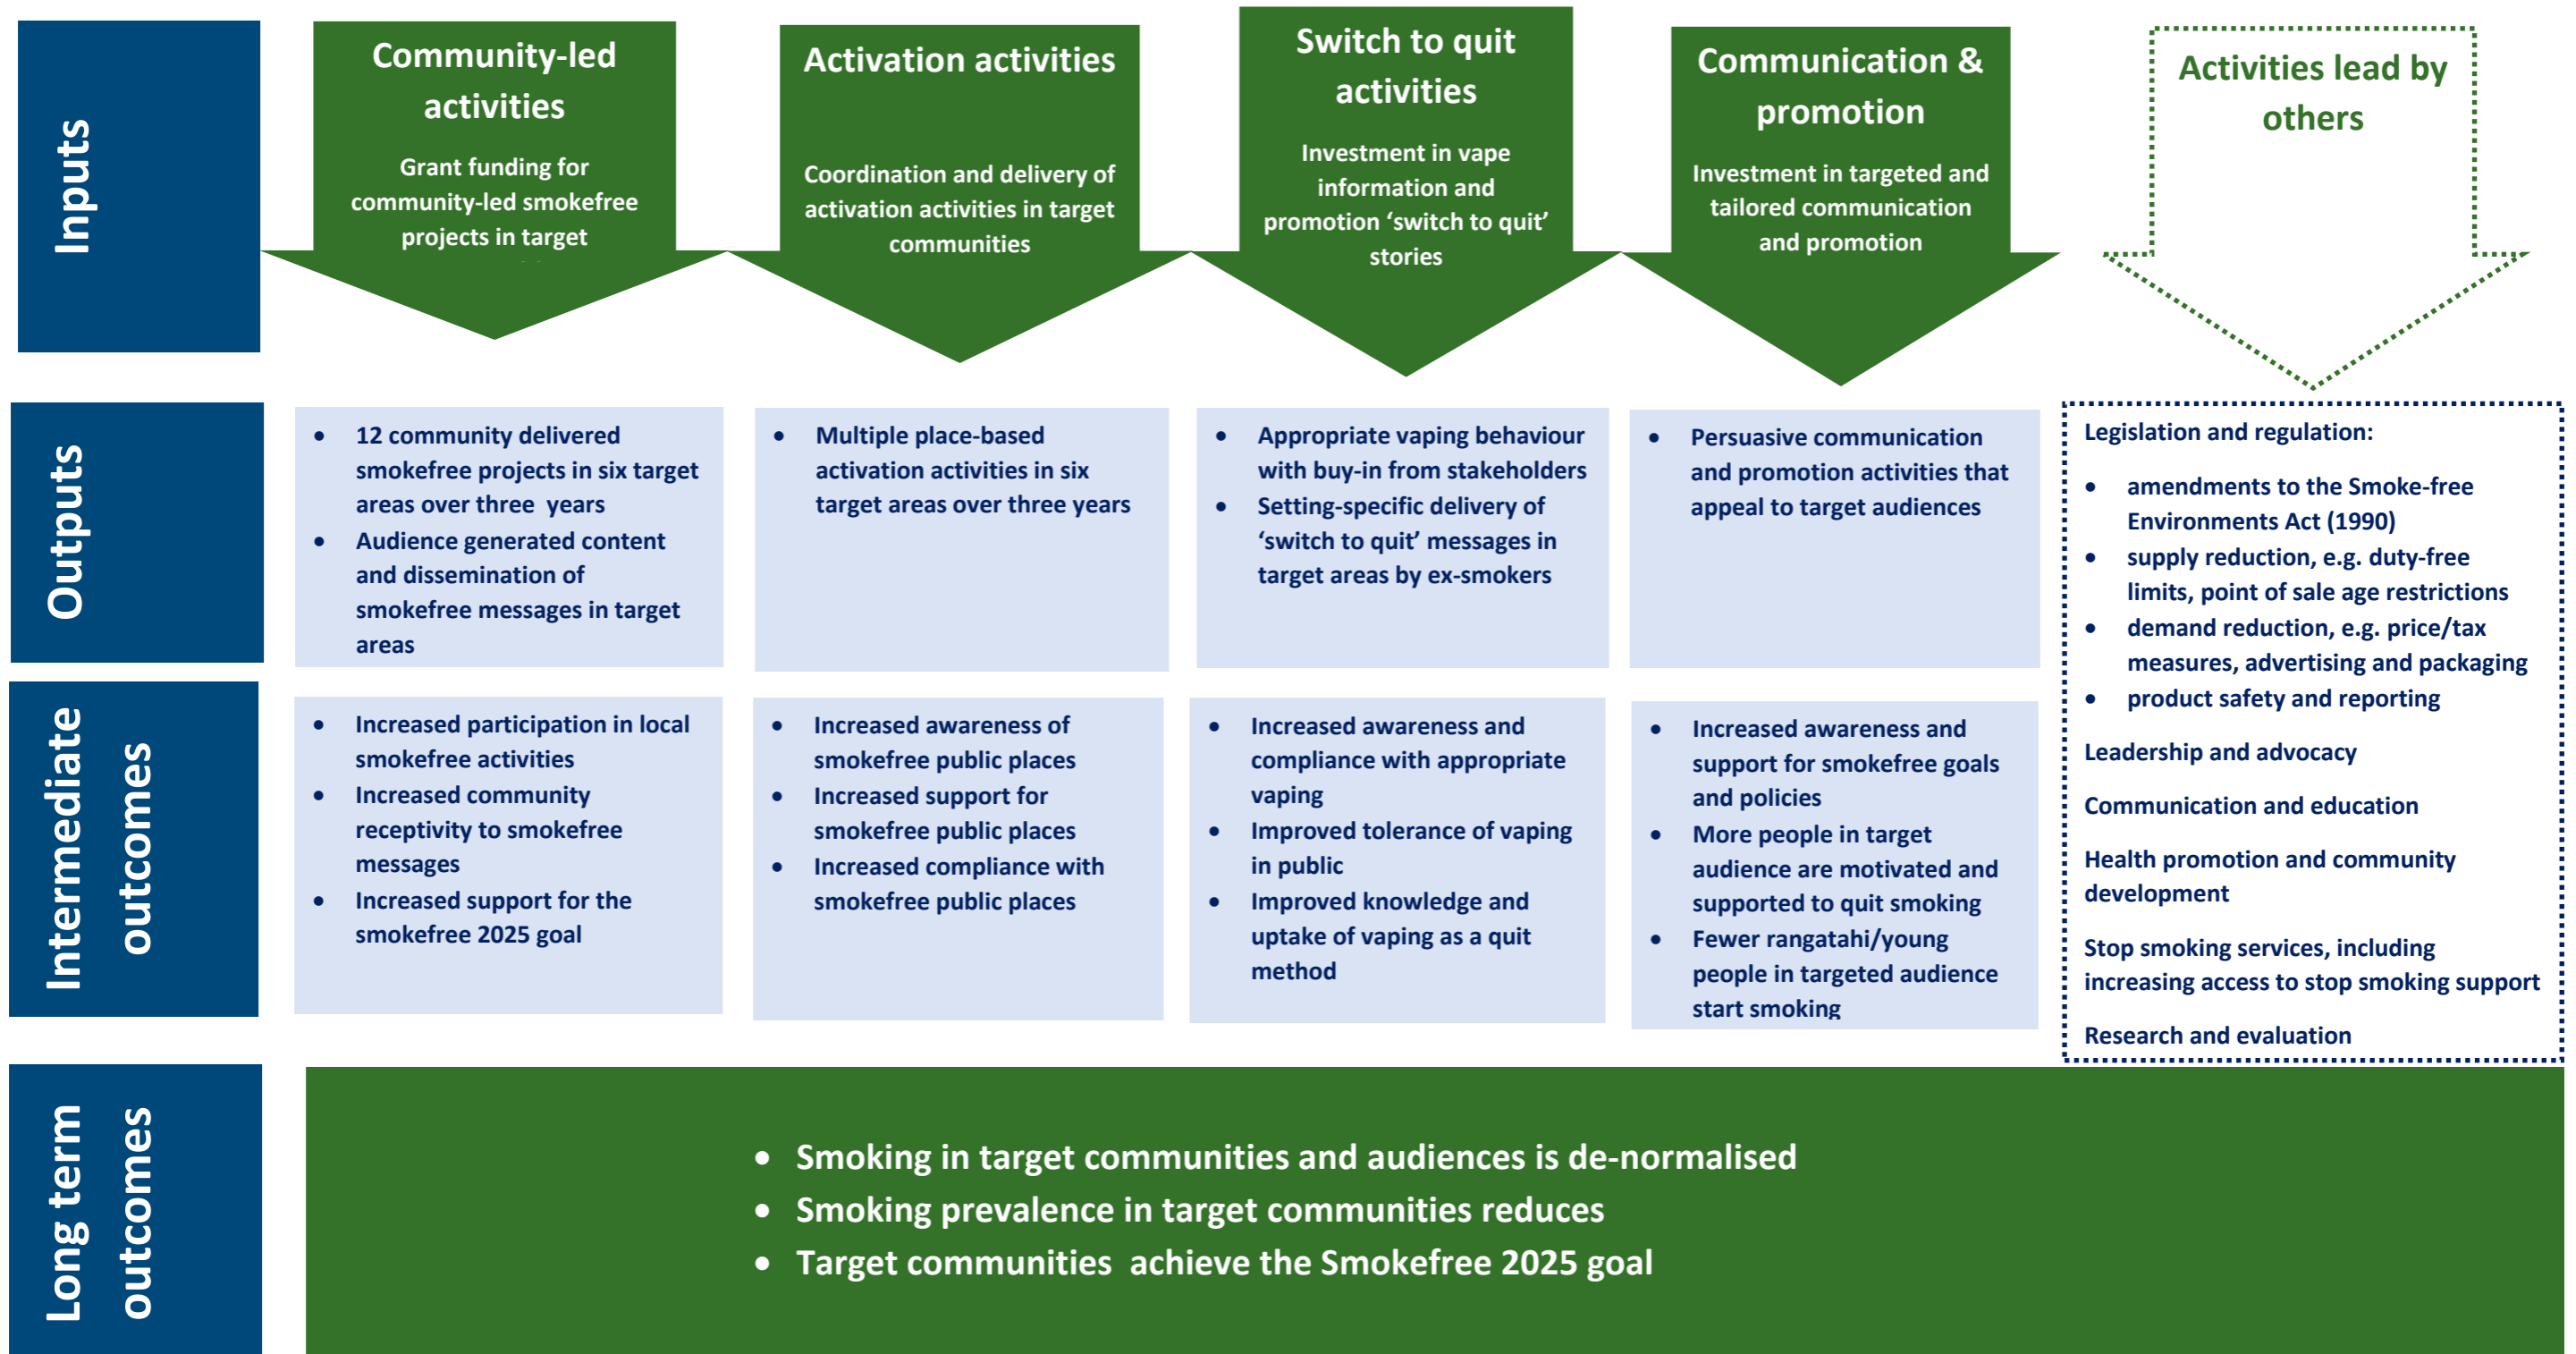 Inputs
Community-led
activities
Grant funding for
community-led smokefree
projects in target
Activation activities
Coordination and delivery of
activation activities in target
communities
Switch to quit
activities
Investment in vape
information and
promotion ‘switch to quit’
stories
Communication &
promotion
Investment in targeted and
tailored communication
and promotion
Activities lead by
others
Outputs
• 12 community delivered
smokefree projects in six target
areas over three years
• Audience generated content
and dissemination of
smokefree messages in target
areas
• Multiple place-based
activation activities in six
target areas over three years
• Appropriate vaping behaviour
with buy-in from stakeholders
• Setting-specific delivery of
‘switch to quit’ messages in
target areas by ex-smokers
• Persuasive communication
and promotion activities that
appeal to target audiences
Legislation and regulation:
• amendments to the Smoke-free
Environments Act (1990)
• supply reduction, e.g. duty-free
limits, point of sale age restrictions
• demand reduction, e.g. price/tax
measures, advertising and packaging
• product safety and reporting
Leadership and advocacy
Communication and education
Health promotion and community
development
Stop smoking services, including
increasing access to stop smoking support
Research and evaluation
Intermediate
outcomes
• Increased participation in local
smokefree activities
• Increased community
receptivity to smokefree
messages
• Increased support for the
smokefree 2025 goal
• Increased awareness of
smokefree public places
• Increased support for
smokefree public places
• Increased compliance with
smokefree public places
• Increased awareness and
compliance with appropriate
vaping
• Improved tolerance of vaping
in public
• Improved knowledge and
uptake of vaping as a quit
method
• Increased awareness and
support for smokefree goals
and policies
• More people in target
audience are motivated and
supported to quit smoking
• Fewer rangatahi/young
people in targeted audience
start smoking
Long term
outcomes
• Smoking in target communities and audiences is de-normalised
• Smoking prevalence in target communities reduces
• Target communities achieve the Smokefree 2025 goal